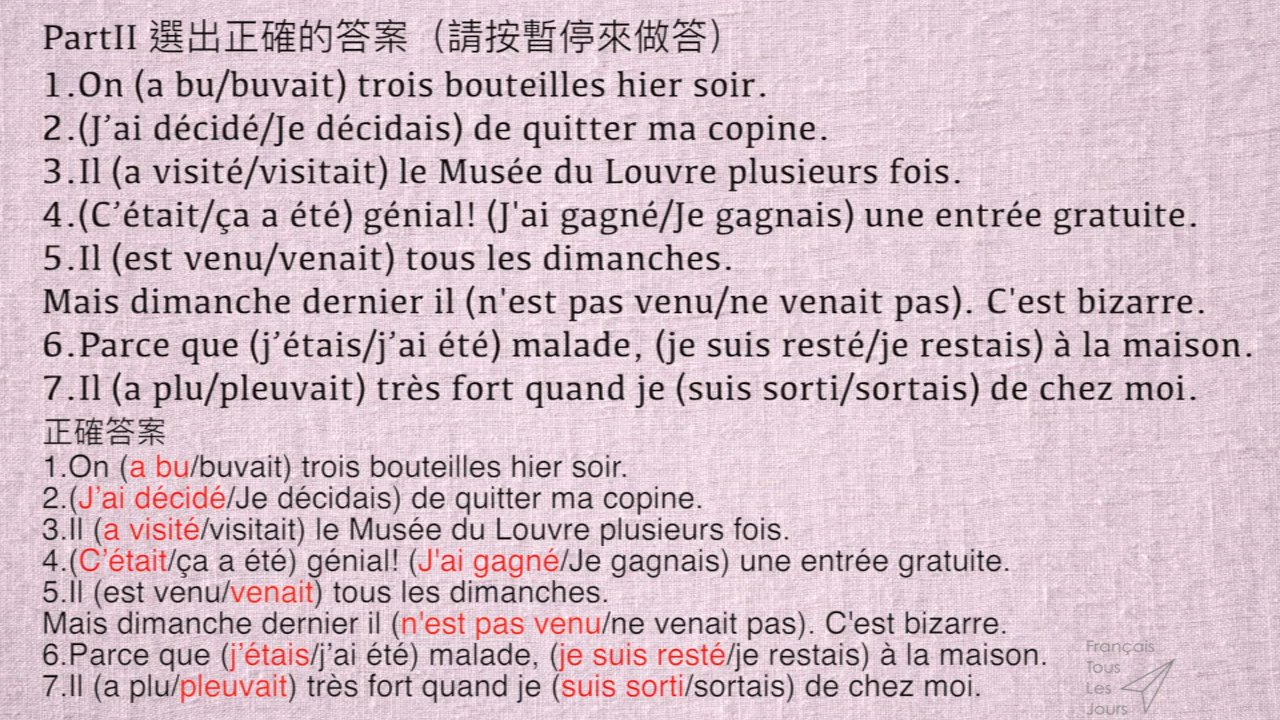 PartII 選出正確的答案（請按暫停來做答）
1.On (a bu/buvait) trois bouteilles hier soir.
2.(J’ai décidé/Je décidais) de quitter ma copine.
3.Il (a visité/visitait) le Musée du Louvre plusieurs fois.
4.(C’était/ça a été) génial! (J'ai gagné/Je gagnais) une entrée gratuite.
5.Il (est venu/venait) tous les dimanches.
Mais dimanche dernier il (n'est pas venu/ne venait pas). C'est bizarre.
6.Parce que (j’étais/j’ai été) malade, (je suis resté/je restais) à la maison.
7.Il (a plu/pleuvait) très fort quand je (suis sorti/sortais) de chez moi.
正確答案
1.On (a bu/buvait) trois bouteilles hier soir.
2.(J’ai décidé/Je décidais) de quitter ma copine.
3.Il (a visité/visitait) le Musée du Louvre plusieurs fois.
4.(C’était/ça a été) génial! (J'ai gagné/Je gagnais) une entrée gratuite.
5.Il (est venu/venait) tous les dimanches.
Mais dimanche dernier il (n'est pas venu/ne venait pas). C'est bizarre.
6.Parce que (j’étais/j’ai été) malade, (je suis resté/je restais) à la maison.
7.Il (a plu/pleuvait) très fort quand je (suis sorti/sortais) de chez moi.
Français
Tous
Les
Jours